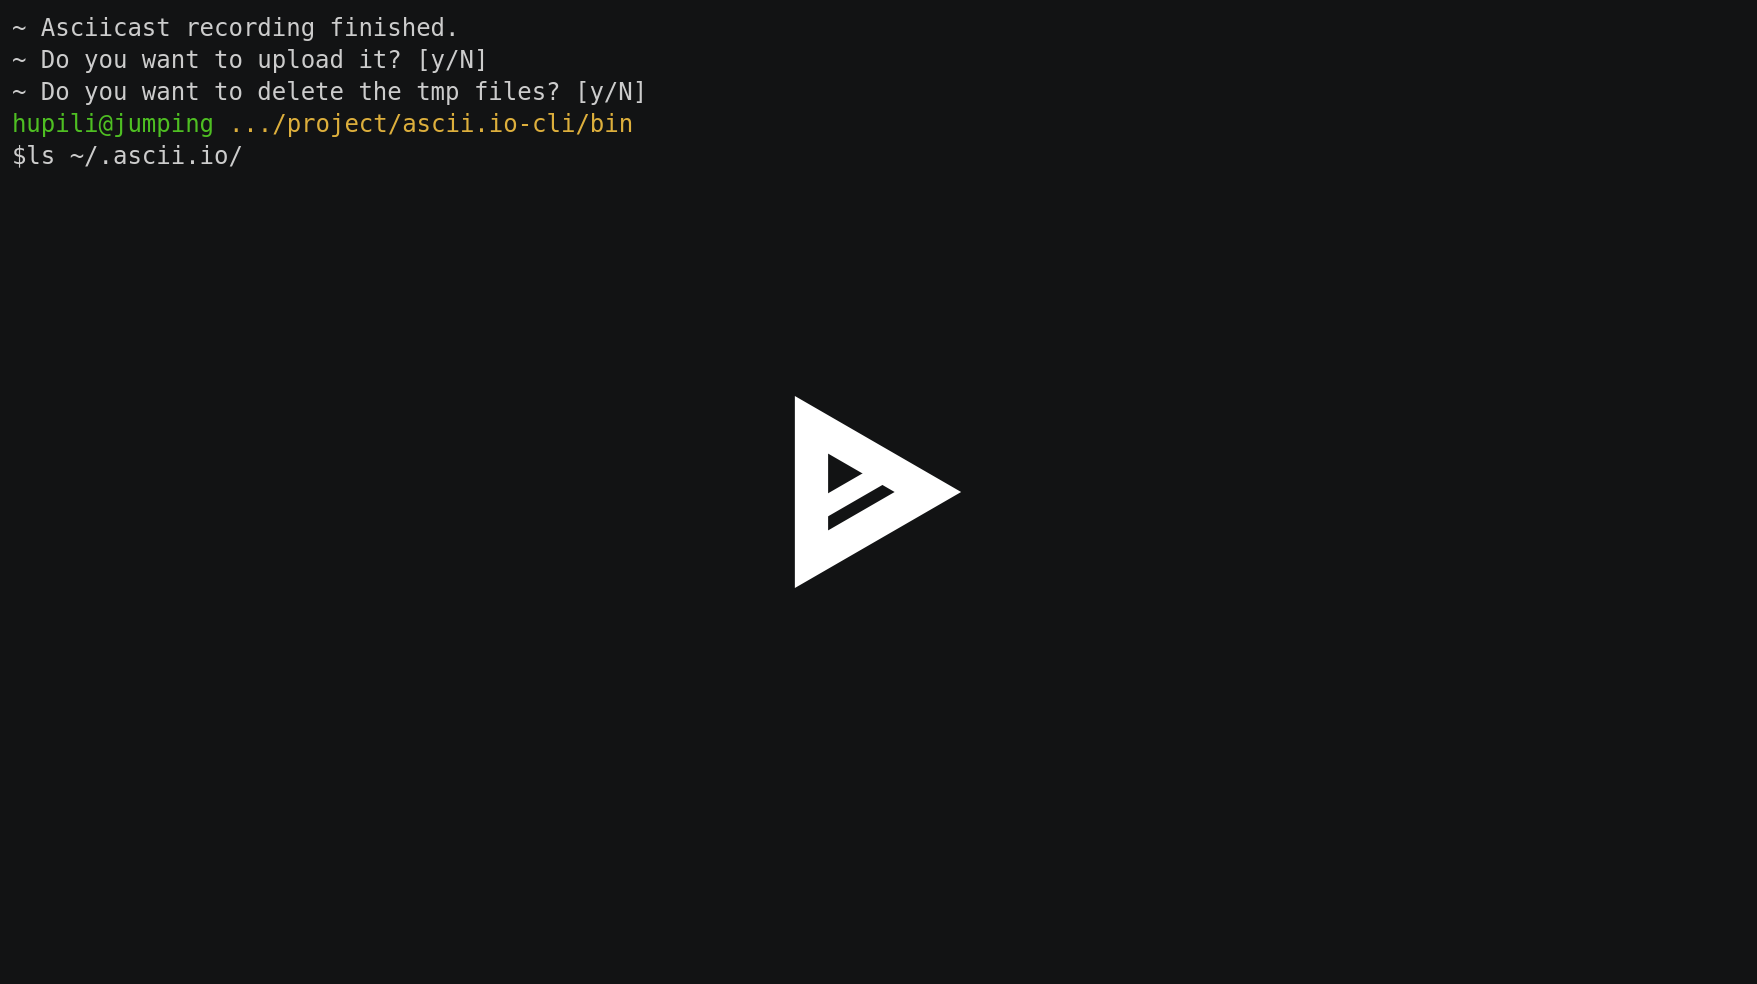 ~ Asciicast recording finished.
~ Do you want to upload it? [y/N]
~ Do you want to delete the tmp files? [y/N]
hupili@jumping .../project/ascii.io-cli/bin
$ls ~/.ascii.io/